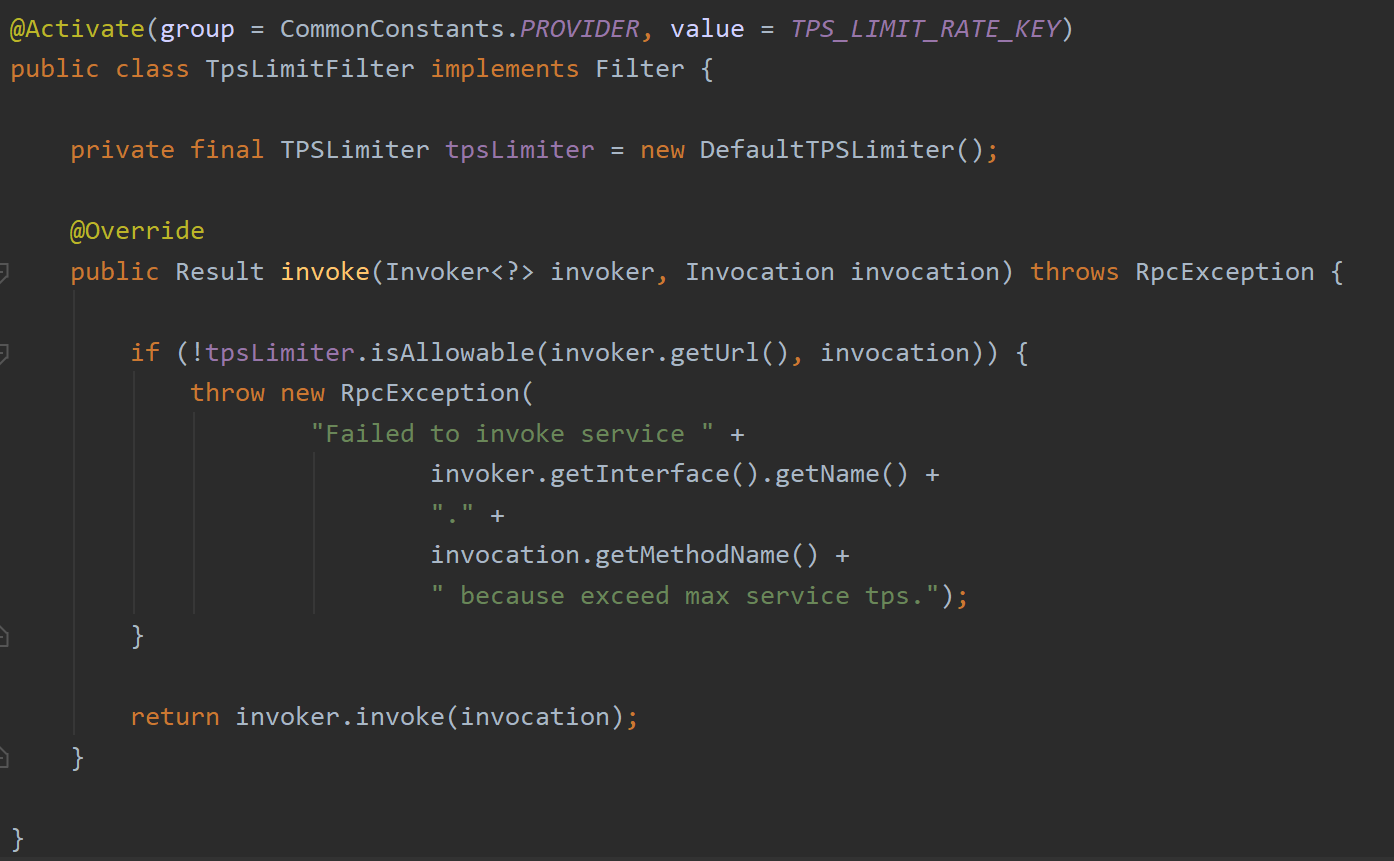 @Activate(group = CommonConstants.PROVIDER, value = TPS_LIMIT_RATE_KEY)
public class TpsLimitFilter implements Filter {
private final TPSLimiter tpsLimiter = new DefaultTPSLimiter();
@Override
public Result invoke(Invoker<?> invoker, Invocation invocation) throws RpcException {
if (!tpsLimiter.isAllowable(invoker.getUrl(), invocation)) {
throw new RpcException(
"Failed to invoke service " +
invoker.getInterface().getName() +
"." +
invocation.getMethodName() +
" because exceed max service tps.");
}
return invoker.invoke(invocation);
}
}